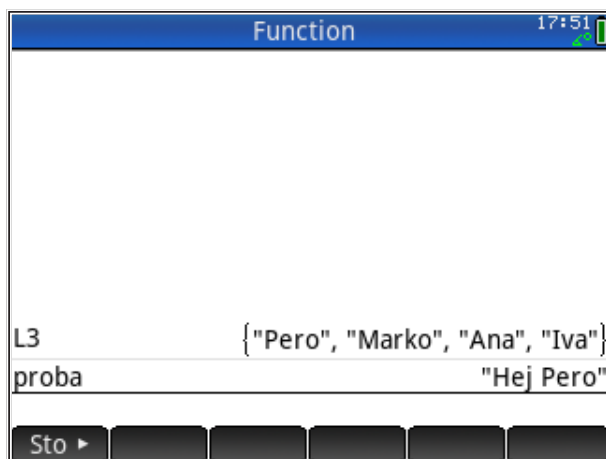 Function 17:51
L3 {"Pero", "Marko", "Ana", "Iva"}
proba "Hej Pero"
Sto ►